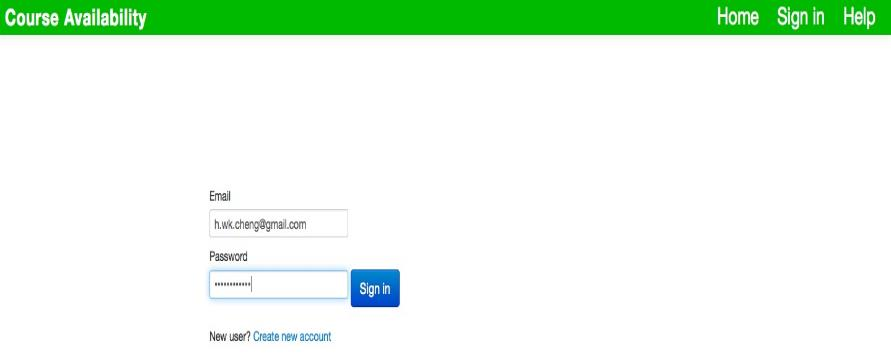 Course Availability Home Sign in Help
Email
h.wk.cheng@gmail.com
Password
•••••••••••
Sign in
New user? Create new account